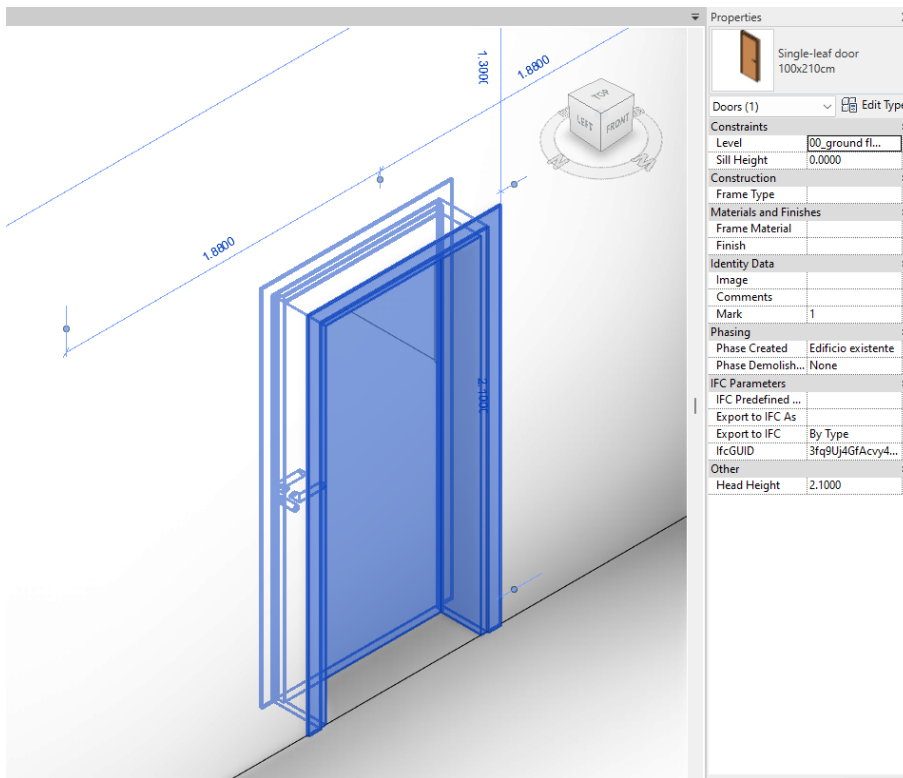 Properties
Single-leaf door
100x210cm
Doors (1)
Edit Type
Constraints
Level 00_ground fl...
Sill Height 0.0000
Construction
Frame Type
Materials and Finishes
Frame Material
Finish
Identity Data
Image
Comments
Mark 1
Phasing
Phase Created Edificio existente
Phase Demolish... None
IFC Parameters
IFC Predefined ...
Export to IFC As
Export to IFC By Type
IfcGUID 3fq9Uj4GfAcvy4...
Other
Head Height 2.1000
1.3000
1.8800
1.8800
2.1000
TOP
LEFT
FRONT